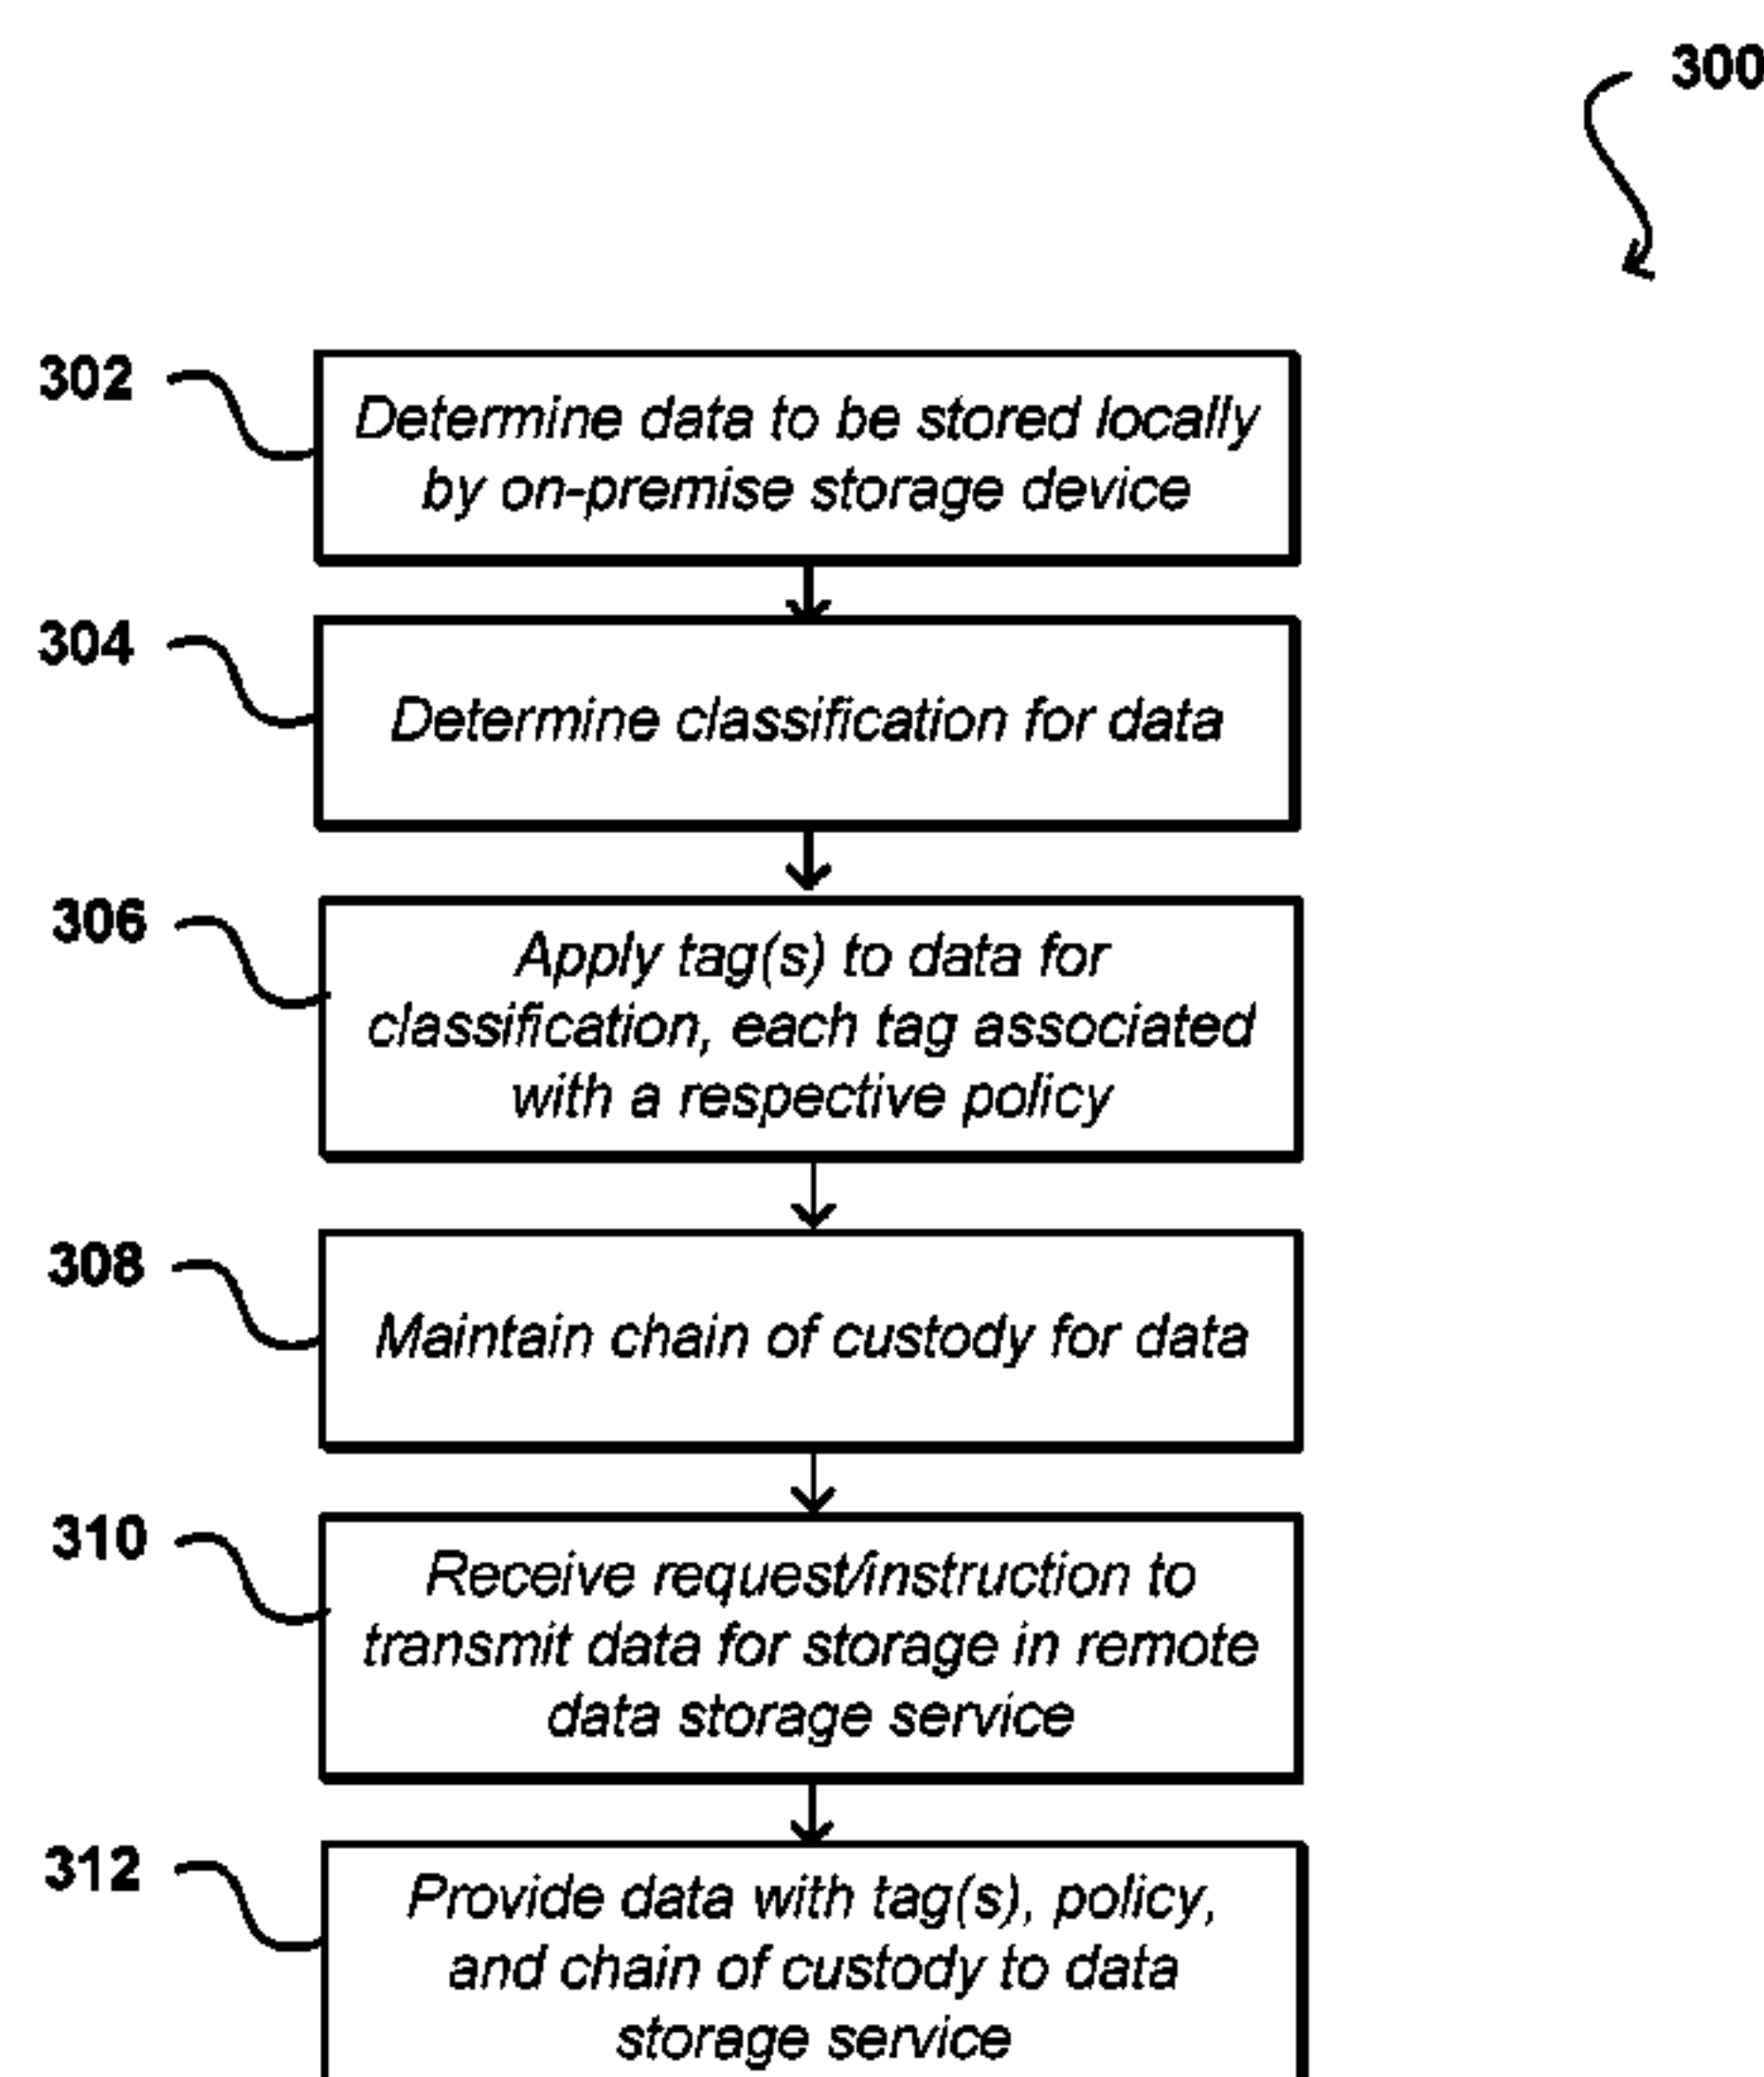 300
302
Determine data to be stored locally
by on-premise storage device
304
Determine classification for data
306
Apply tag(s) to data for
classification, each tag associated
with a respective policy
308
Maintain chain of custody for data
310
Receive request/instruction to
transmit data for storage in remote
data storage service
312
Provide data with tag(s), policy,
and chain of custody to data
storage service